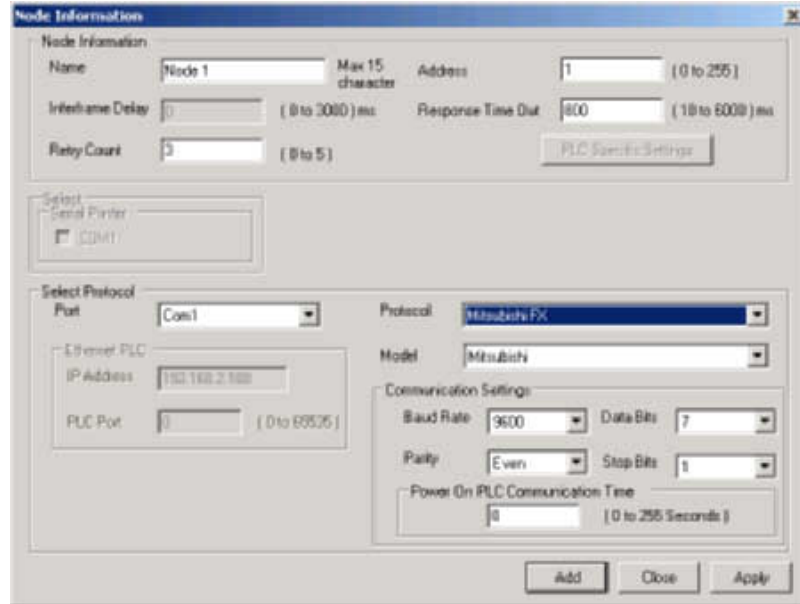 Node Information
Node Information
Name Node 1 Max 15 character Address 1 ( 0 to 255 )
Interframe Delay 0 ( 0 to 3000 ) ms Response Time Out 800 ( 10 to 6000 ) ms
Retry Count 3 ( 0 to 5 ) PLC Specific Settings
Select
Serial Printer
COM1
Select Protocol
Port Com1 Protocol Mitsubishi FX
Ethernet PLC Model Mitsubishi
IP Address 192.168.2.188
Communication Settings
Baud Rate 9600 Data Bits 7
PLC Port 0 ( 0 to 65535 )
Parity Even Stop Bits 1
Power On PLC Communication Time
0 ( 0 to 255 Seconds )
Add Close Apply